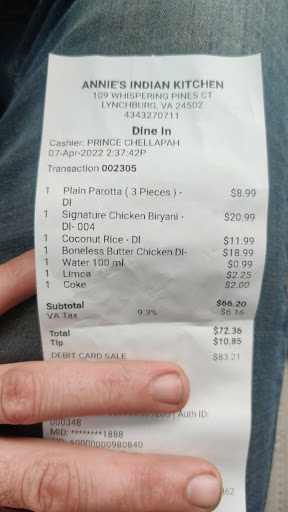 ANNIE'S INDIAN KITCHEN
109 WHISPERING PINES CT
LYNCHBURG, VA 24502
4343270711
Dine In
Cashier: PRINCE CHELLAPAH
07-Apr-2022 2:37:42P
Transaction 002305
1 Plain Parotta ( 3 Pieces ) - $8.99
DI
1 Signature Chicken Biryani - $20.99
DI- 004
1 Coconut Rice - DI $11.99
1 Boneless Butter Chicken DI- $18.99
1 Water 100 ml $0.99
1 Limca $2.25
1 Coke $2.00
Subtotal $66.20
VA Tax 9.3% $6.16
Total $72.36
Tip $10.85
DEBIT CARD SALE $83.21
| Auth ID:
000348
MID: ********1888